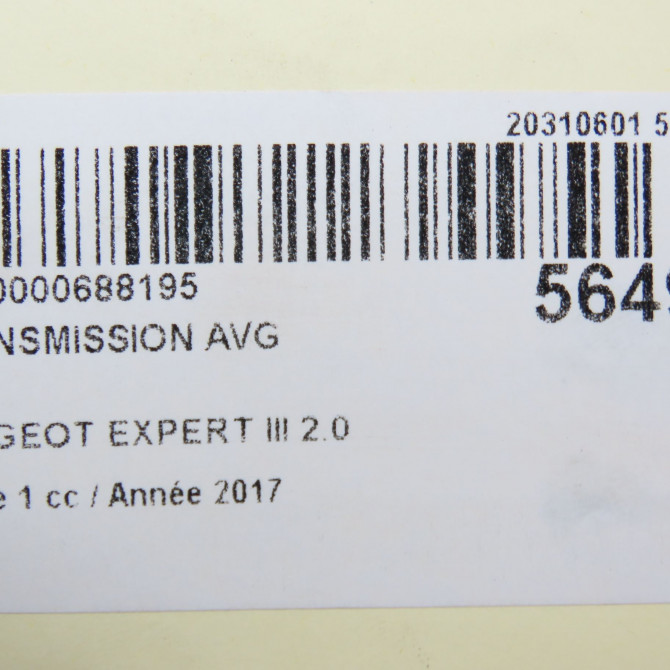 20310601 5
0000688195
5649
NSMISSION AVG
GEOT EXPERT III 2.0
e 1 cc / Année 2017